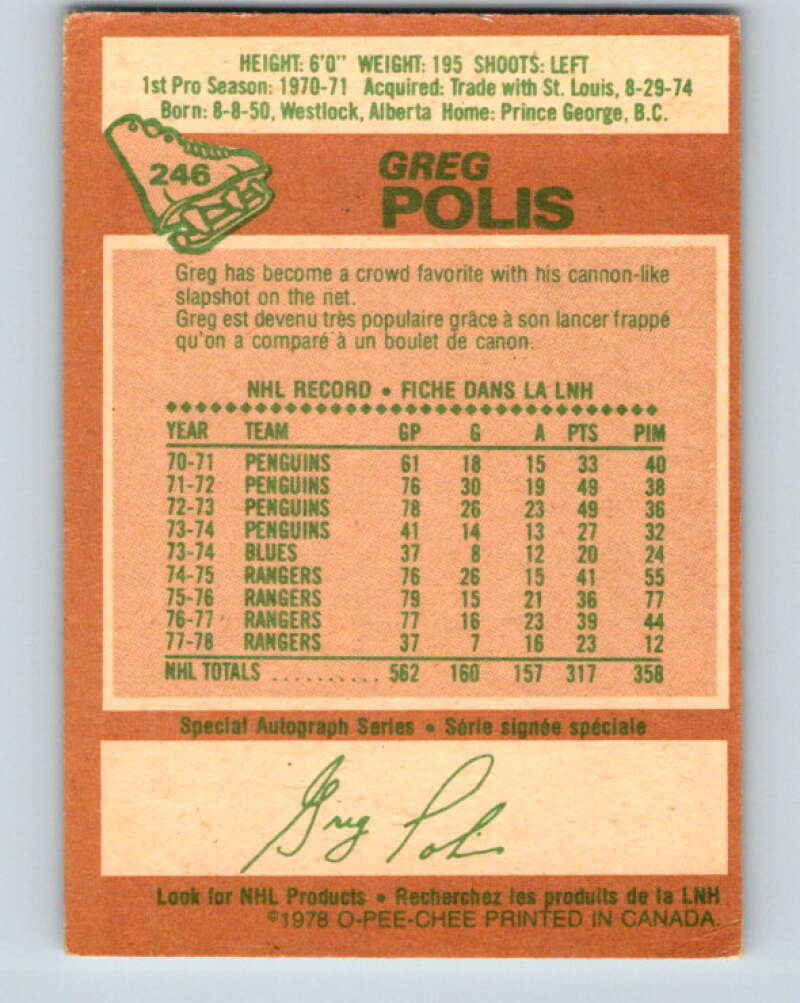 HEIGHT: 6'0" WEIGHT: 195 SHOOTS: LEFT
1st Pro Season: 1970-71 Acquired: Trade with St. Louis, 8-29-74
Born: 8-8-50, Westlock, Alberta Home: Prince George, B.C.
246
GREG
POLIS
Greg has become a crowd favorite with his cannon-like
slapshot on the net.
Greg est devenu très populaire grâce à son lancer frappé
qu'on a comparé à un boulet de canon.
NHL RECORD • FICHE DANS LA LNH
YEAR TEAM GP G A PTS PIM
70-71 PENGUINS 61 18 15 33 40
71-72 PENGUINS 76 30 19 49 38
72-73 PENGUINS 78 26 23 49 36
73-74 PENGUINS 41 14 13 27 32
73-74 BLUES 37 8 12 20 24
74-75 RANGERS 76 26 15 41 55
75-76 RANGERS 79 15 21 36 77
76-77 RANGERS 77 16 23 39 44
77-78 RANGERS 37 7 16 23 12
NHL TOTALS .......... 562 160 157 317 358
Special Autograph Series • Série signée spéciale
Greg Polis
Look for NHL Products • Recherchez les produits de la LNH
©1978 O-PEE-CHEE PRINTED IN CANADA.